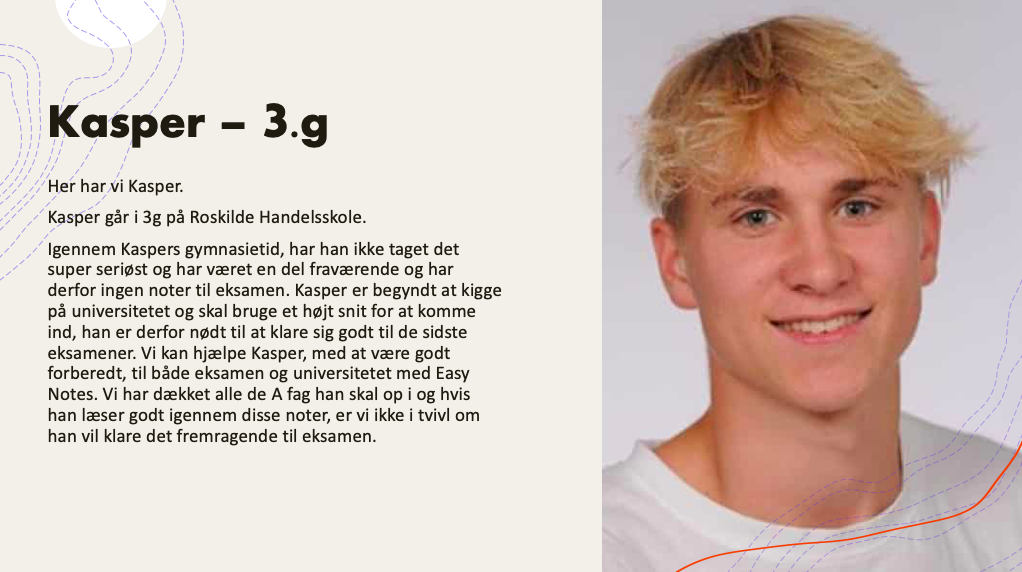 Kasper – 3.g
Her har vi Kasper.
Kasper går i 3g på Roskilde Handelsskole.
Igennem Kaspers gymnasietid, har han ikke taget det
super seriøst og har været en del fraværende og har
derfor ingen noter til eksamen. Kasper er begyndt at kigge
på universitetet og skal bruge et højt snit for at komme
ind, han er derfor nødt til at klare sig godt til de sidste
eksamener. Vi kan hjælpe Kasper, med at være godt
forberedt, til både eksamen og universitetet med Easy
Notes. Vi har dækket alle de A fag han skal op i og hvis
han læser godt igennem disse noter, er vi ikke i tvivl om
han vil klare det fremragende til eksamen.